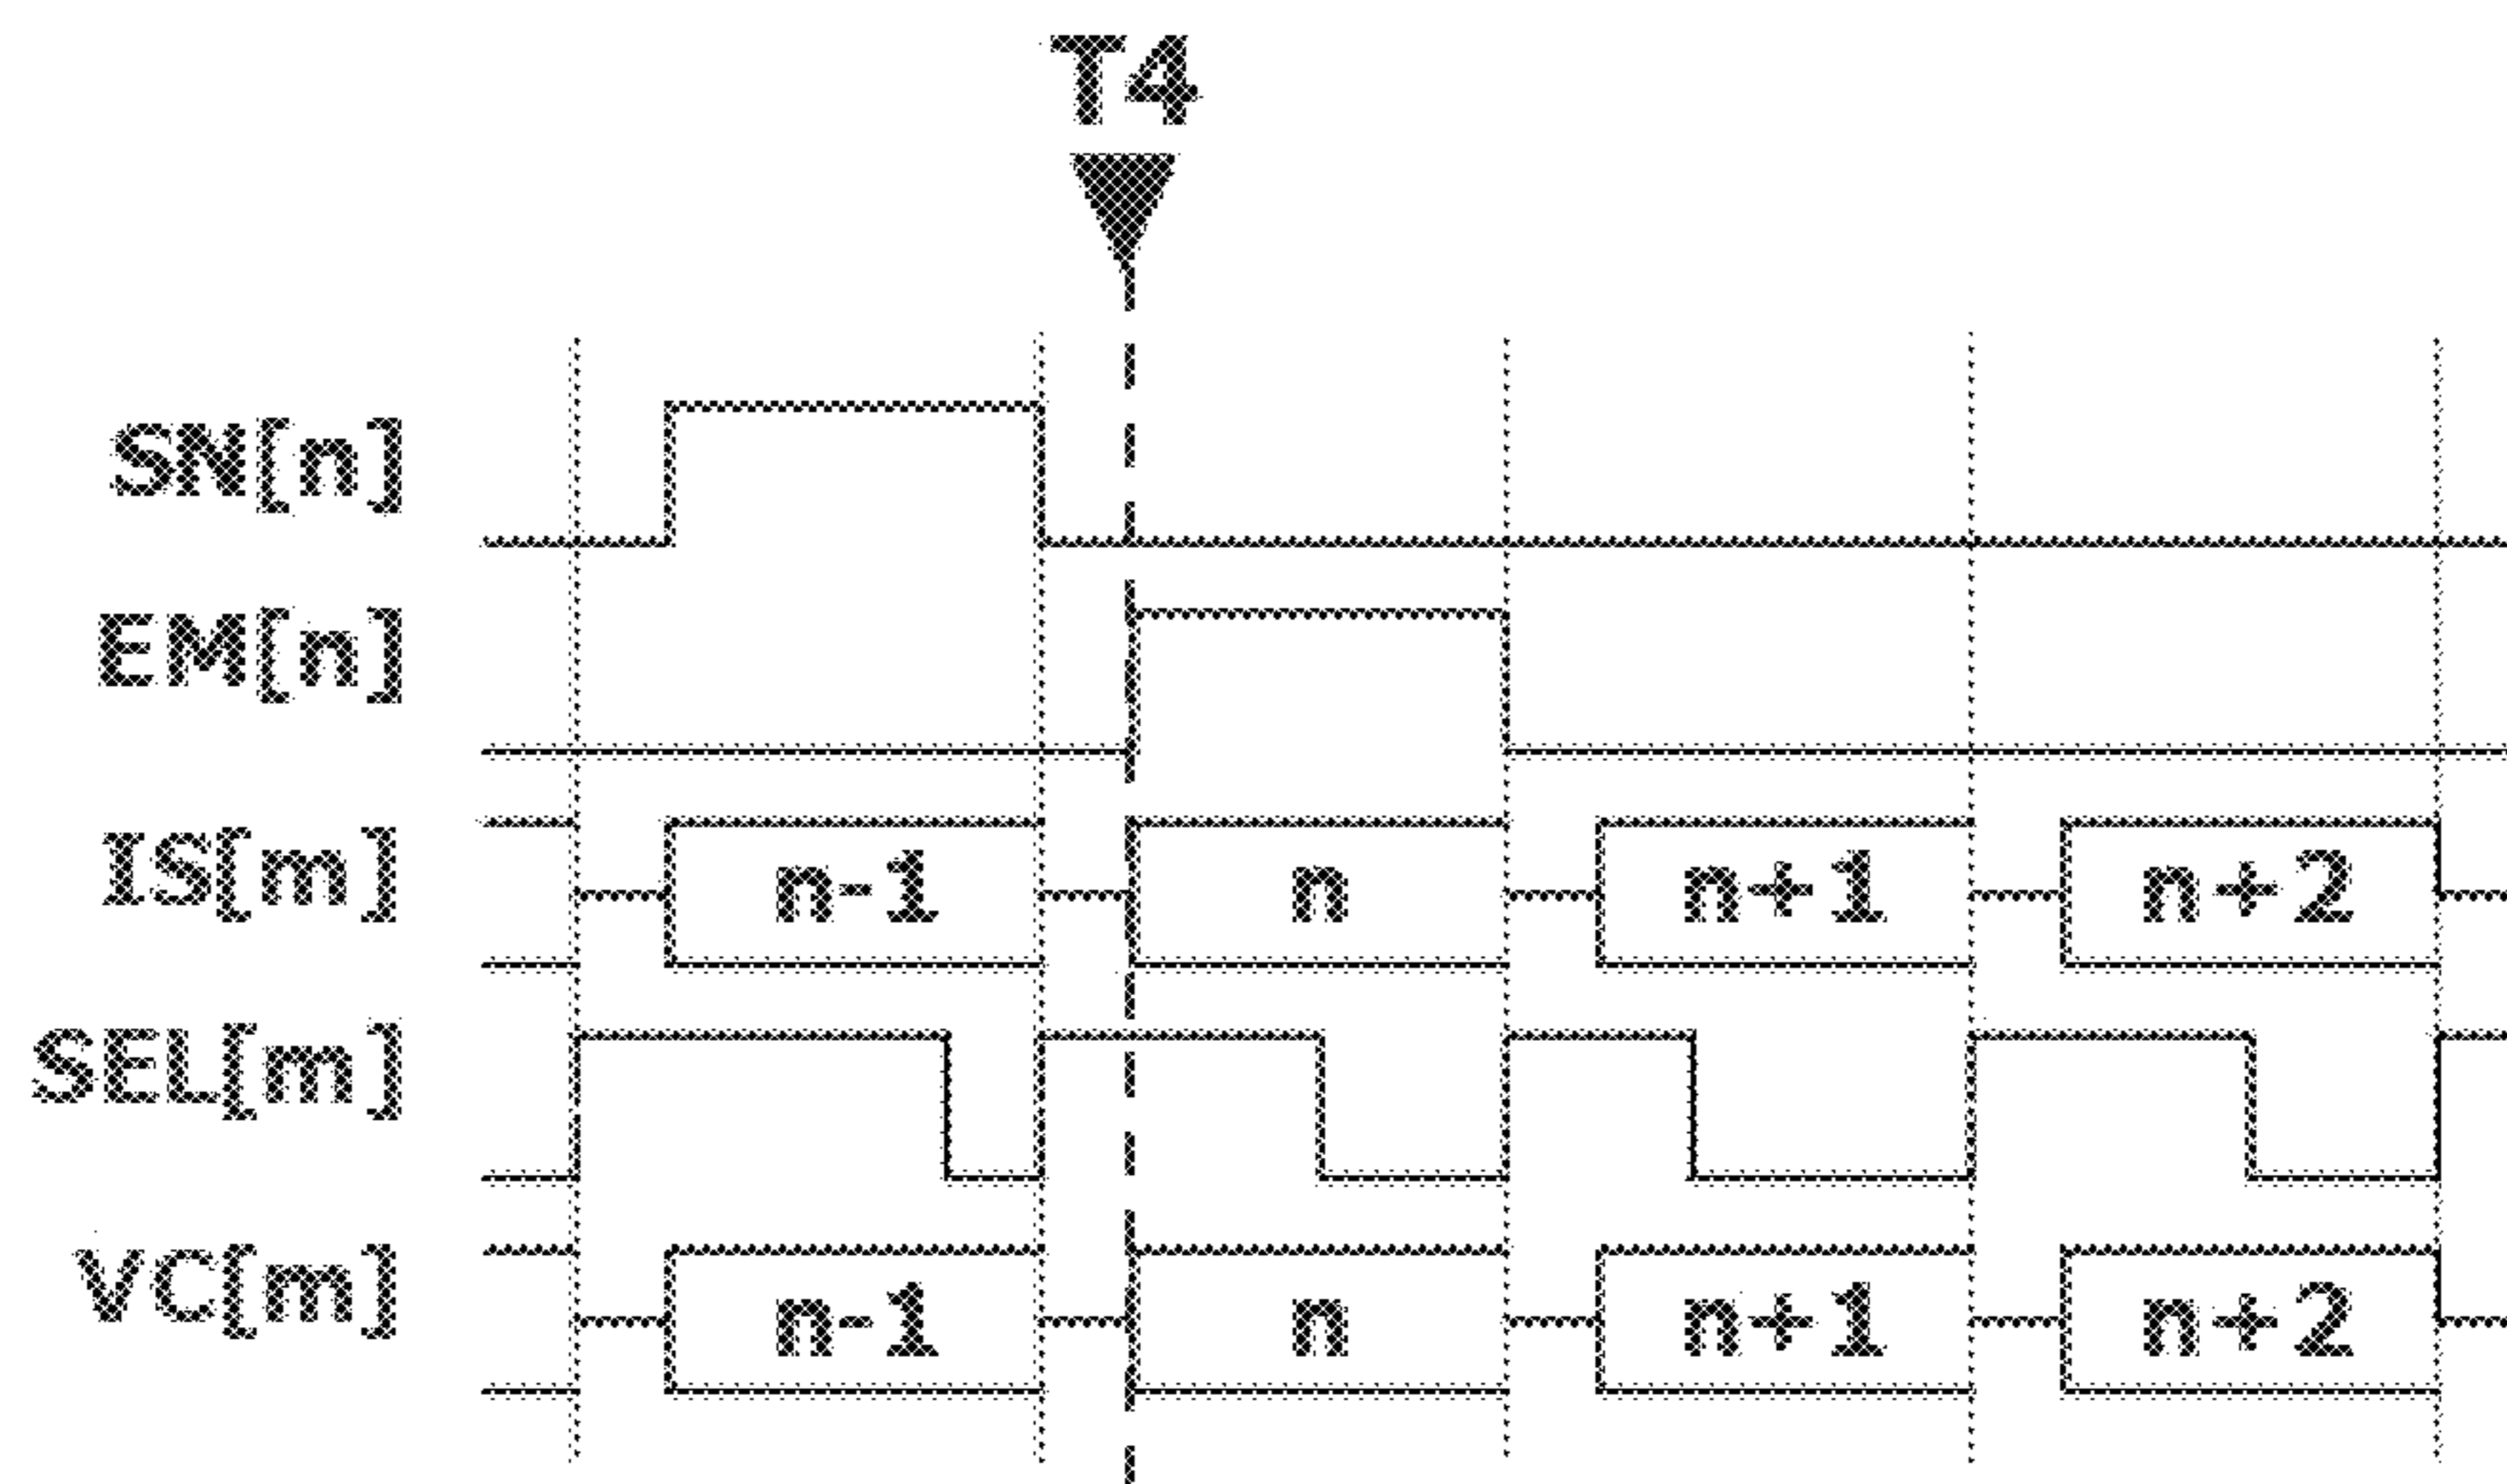 T4
SN[n]
EM[n]
IS[m] n-1 n n+1 n+2
SEL[m]
VC[m] n-1 n n+1 n+2